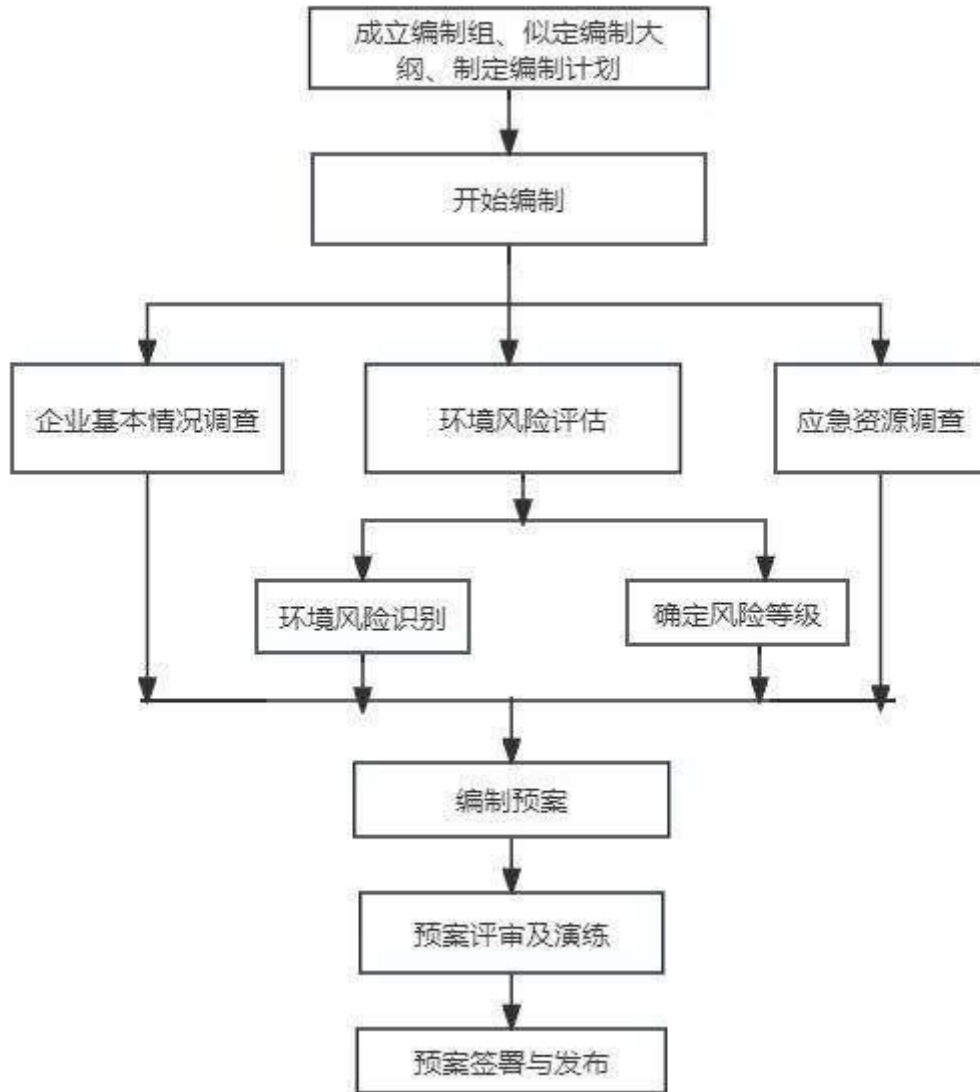 成立编制组、似定编制大
纲、制定编制计划
开始编制
企业基本情况调查
环境风险评估
应急资源调查
环境风险识别
确定风险等级
编制预案
预案评审及演练
预案签署与发布